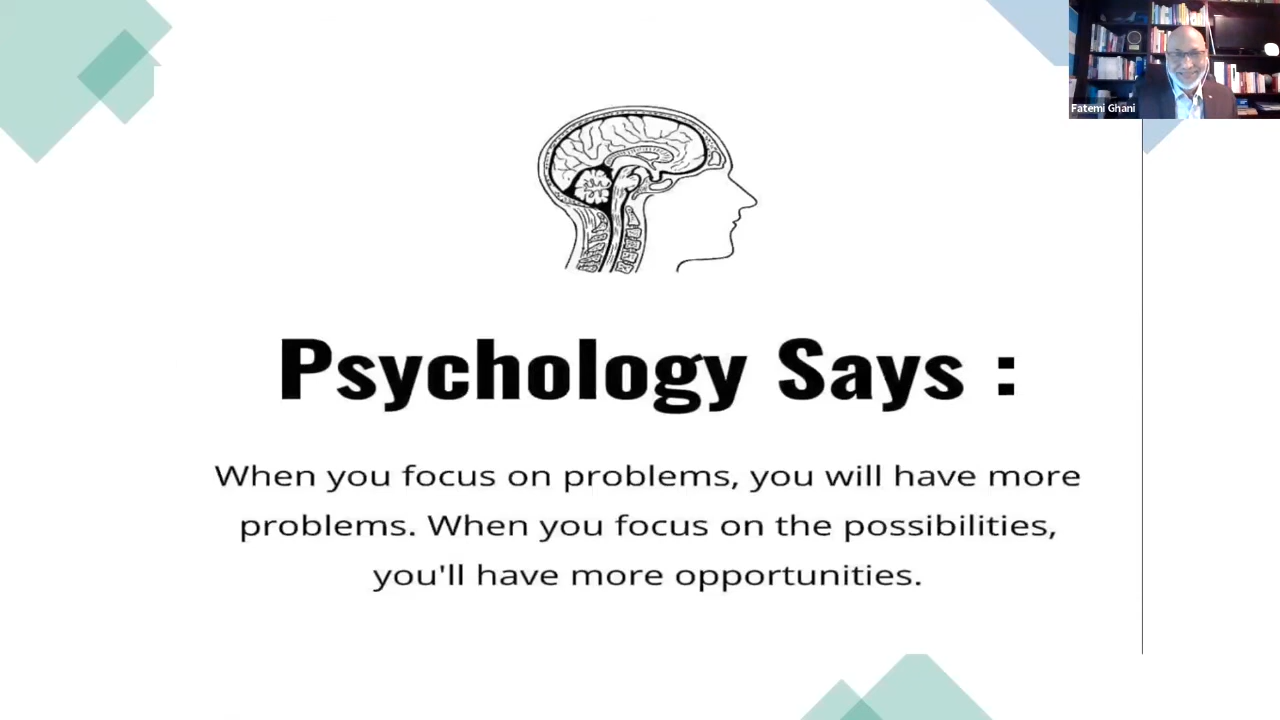 Fatemi Ghani
Psychology Says :
When you focus on problems, you will have more
problems. When you focus on the possibilities,
you'll have more opportunities.